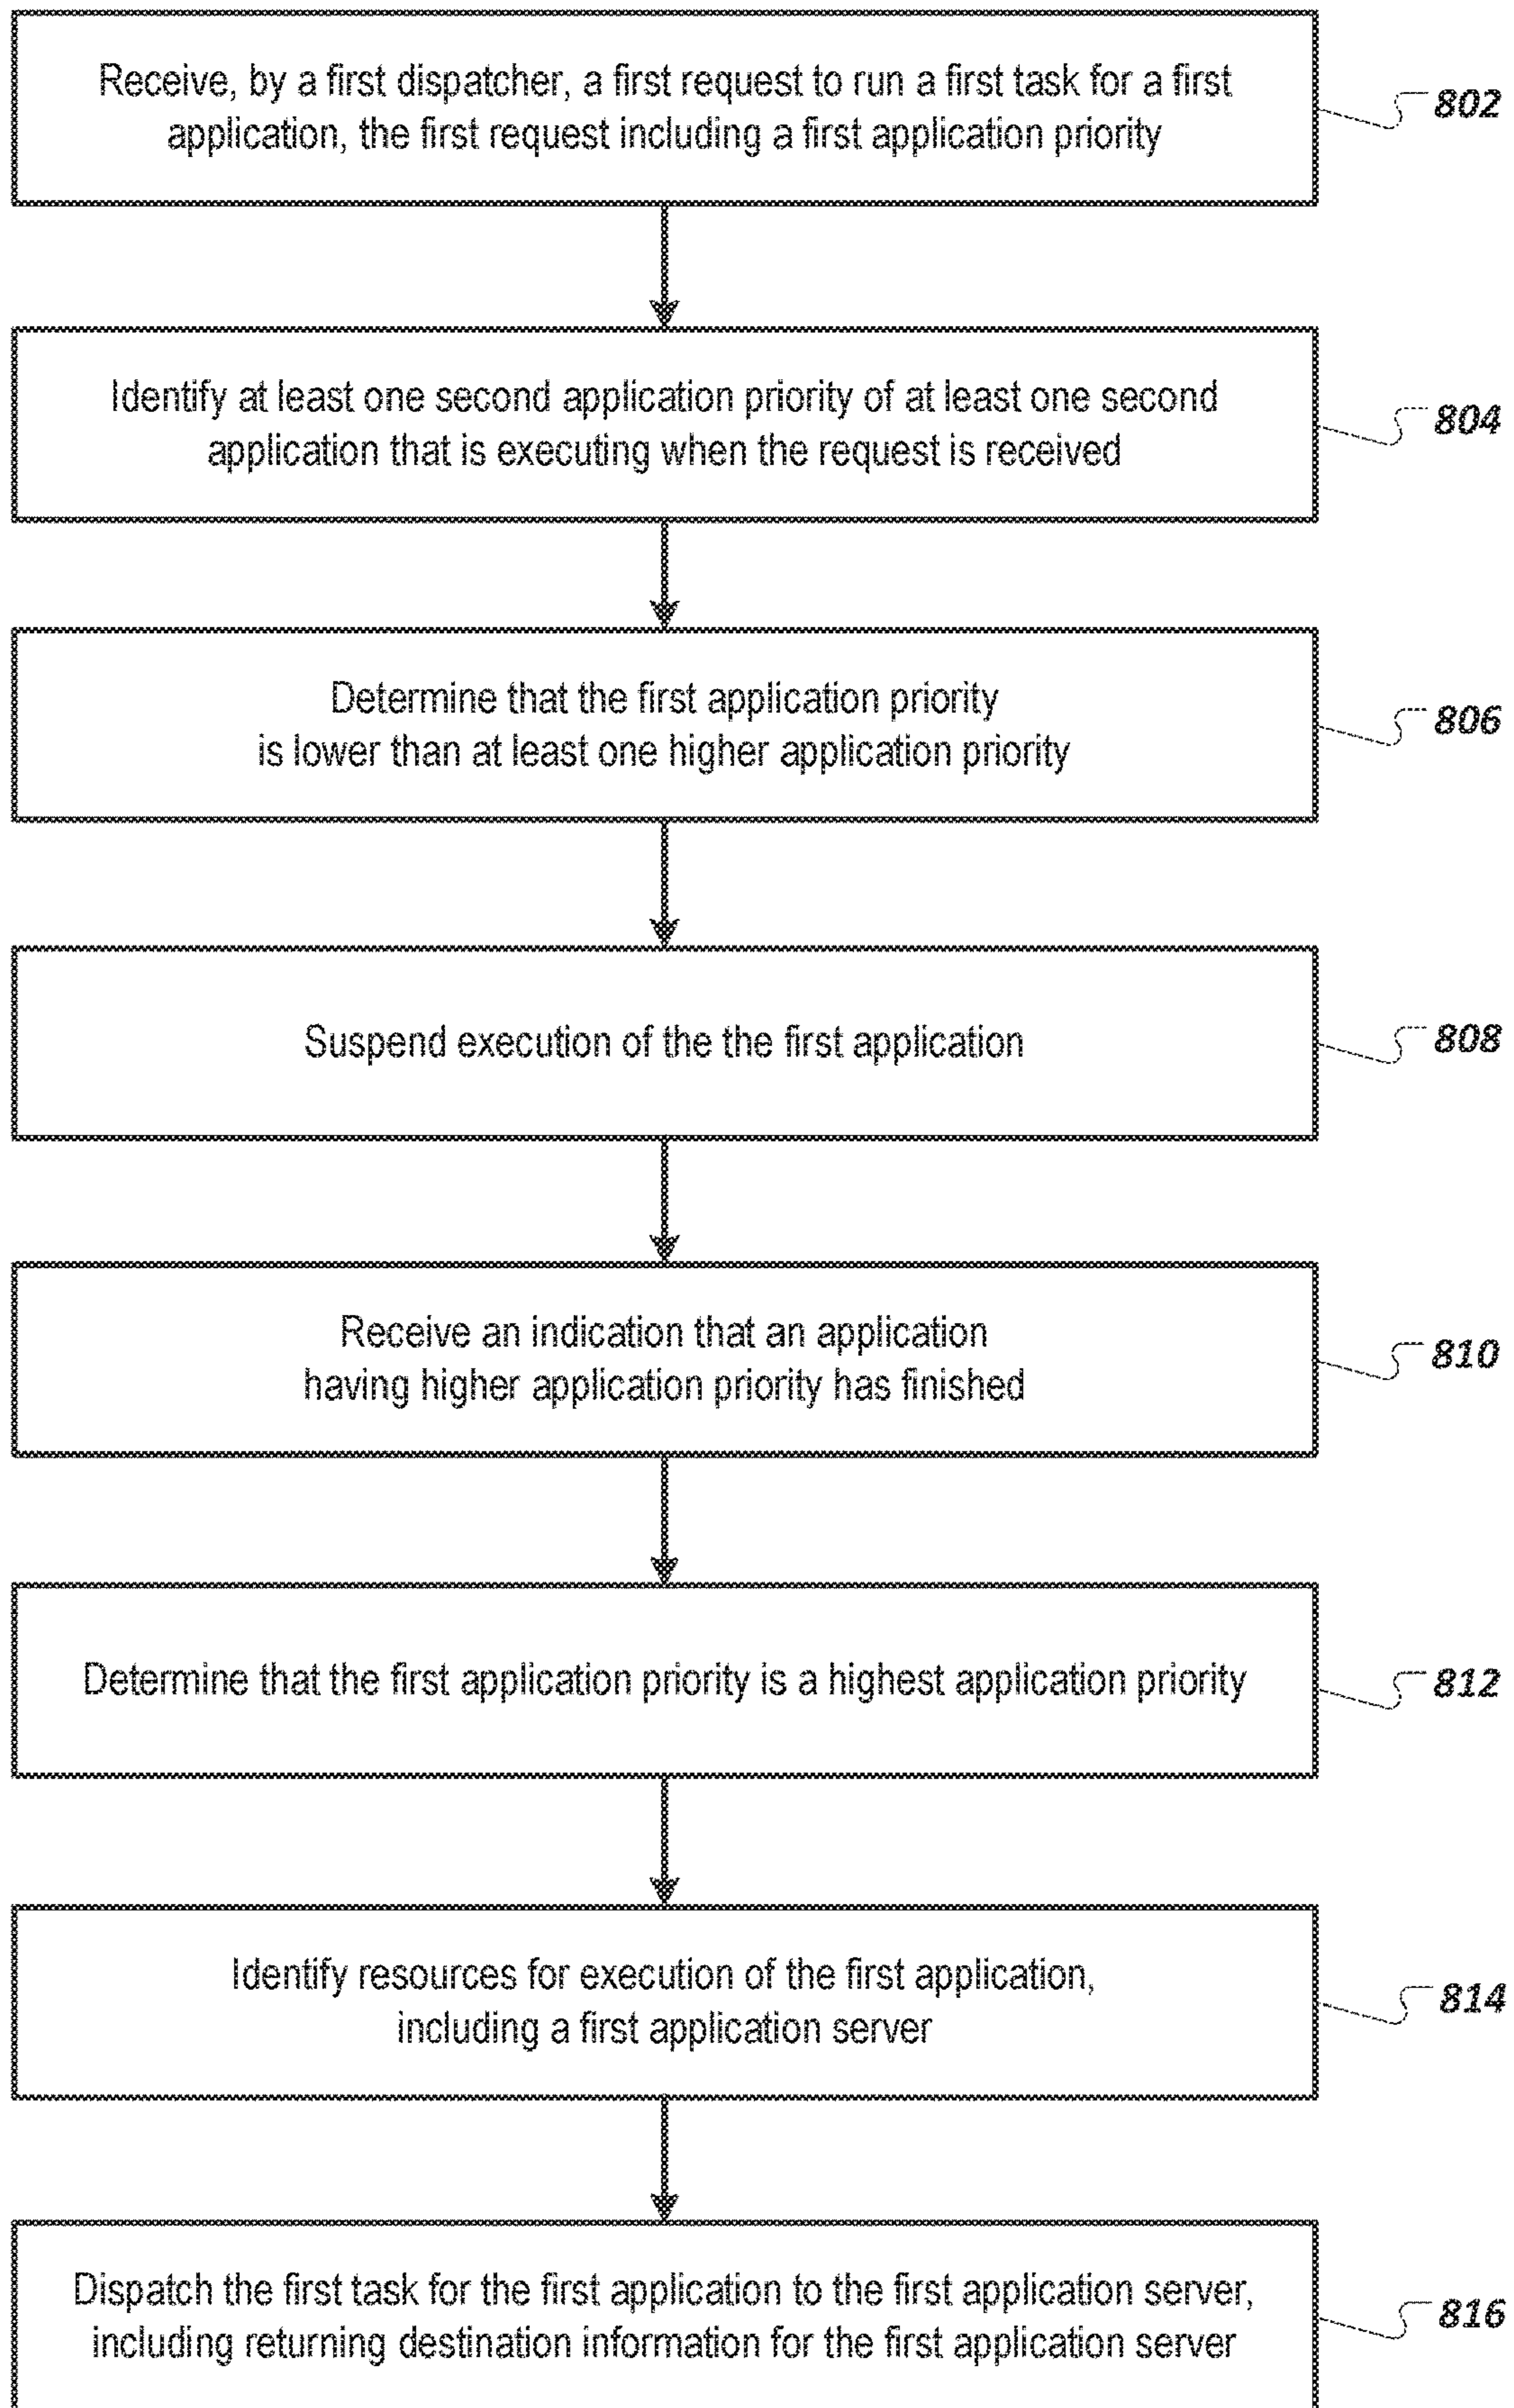 Receive, by a first dispatcher, a first request to run a first task for a first
application, the first request including a first application priority
802
Identify at least one second application priority of at least one second
application that is executing when the request is received
804
Determine that the first application priority
is lower than at least one higher application priority
806
Suspend execution of the the first application
808
Receive an indication that an application
having higher application priority has finished
810
Determine that the first application priority is a highest application priority
812
Identify resources for execution of the first application,
including a first application server
814
Dispatch the first task for the first application to the first application server,
including returning destination information for the first application server
816